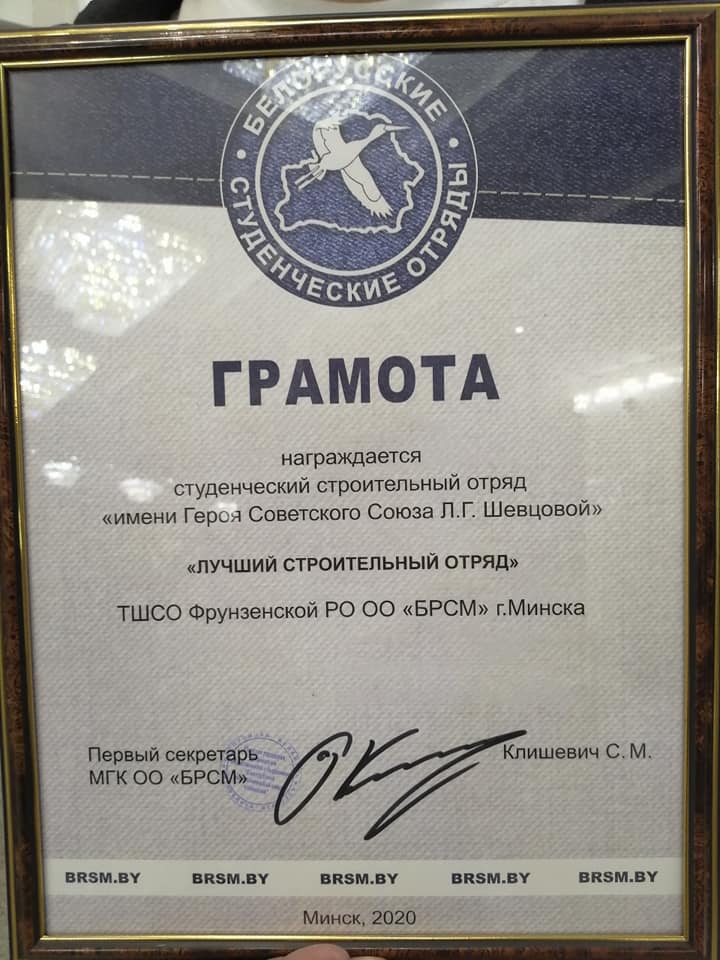 БЕЛОРУССКИЕ
СТУДЕНЧЕСКИЕ ОТРЯДЫ
ГРАМОТА
награждается
студенческий строительный отряд
«имени Героя Советского Союза Л.Г. Шевцовой»
«ЛУЧШИЙ СТРОИТЕЛЬНЫЙ ОТРЯД»
ТШСО Фрунзенской РО ОО «БРСМ» г.Минска
Первый секретарь
МГК ОО «БРСМ»
Клишевич С.М.
BRSM.BY BRSM.BY BRSM.BY BRSM.BY BRSM.BY
Минск, 2020